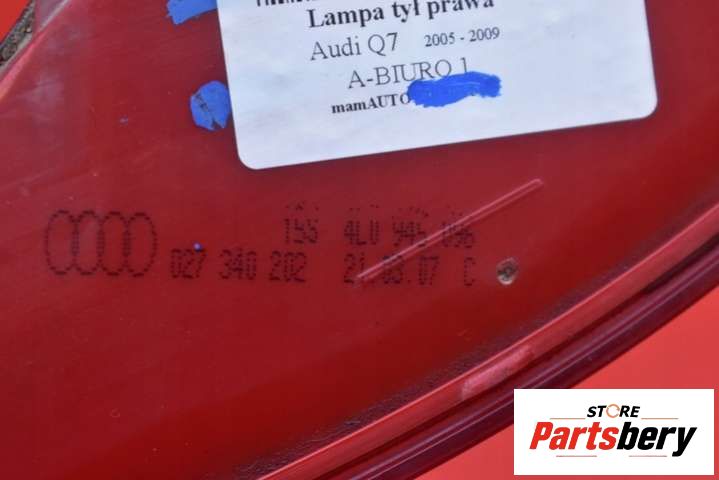 Lampa tył prawa
Audi Q7 2005 - 2009
A-BIURO 1
mamAUTO
155 4L0 945 096
027 340 202 21.03.07 C
STORE
Partsbery